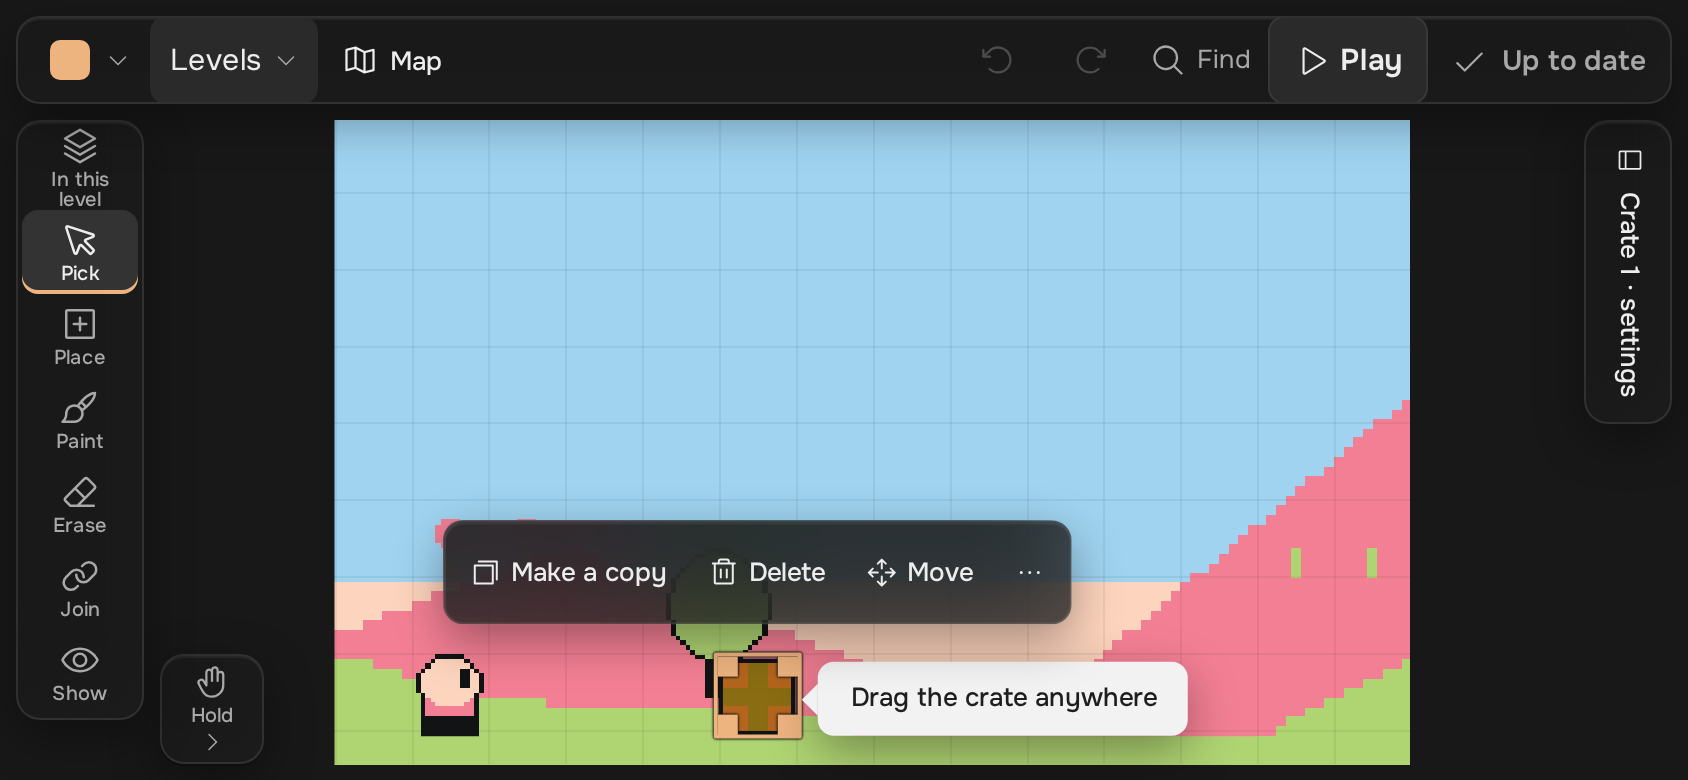 Levels
Map
Find
Play
Up to date
In this
level
Pick
Place
Paint
Erase
Join
Show
Hold
Make a copy
Delete
Move
Drag the crate anywhere
Crate 1 · settings